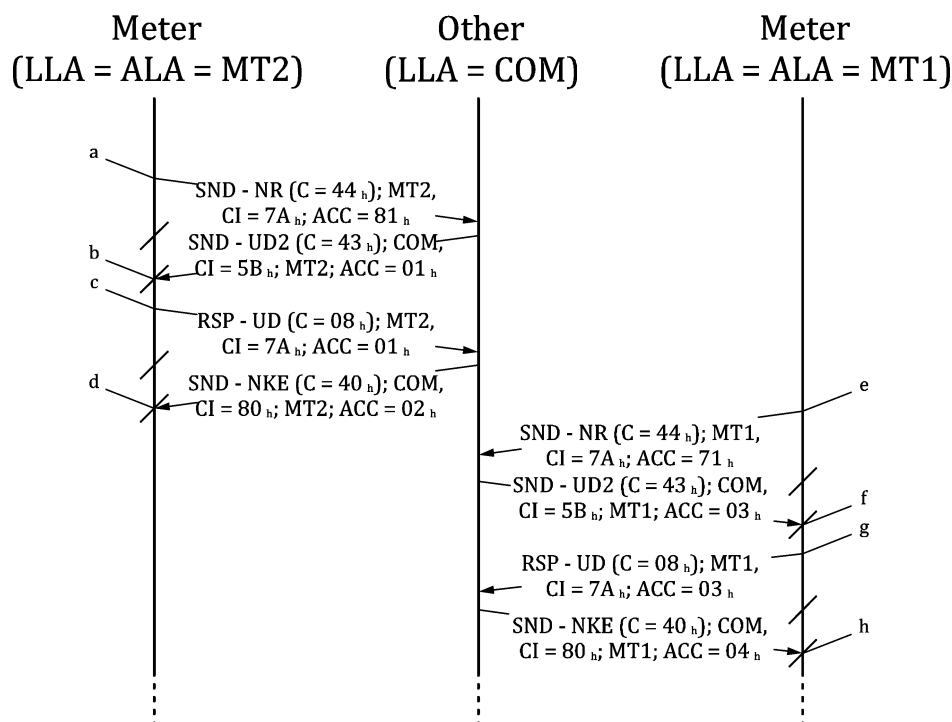 Meter
(LLA = ALA = MT2)
Other
(LLA = COM)
Meter
(LLA = ALA = MT1)
a
SND - NR (C = 44 h); MT2,
CI = 7A h; ACC = 81 h
SND - UD2 (C = 43 h); COM,
b
CI = 5B h; MT2; ACC = 01 h
c
RSP - UD (C = 08 h); MT2,
CI = 7A h; ACC = 01 h
d
SND - NKE (C = 40 h); COM,
CI = 80 h; MT2; ACC = 02 h
e
SND - NR (C = 44 h); MT1,
CI = 7A h; ACC = 71 h
SND - UD2 (C = 43 h); COM,
f
CI = 5B h; MT1; ACC = 03 h
g
RSP - UD (C = 08 h); MT1,
CI = 7A h; ACC = 03 h
SND - NKE (C = 40 h); COM,
h
CI = 80 h; MT1; ACC = 04 h